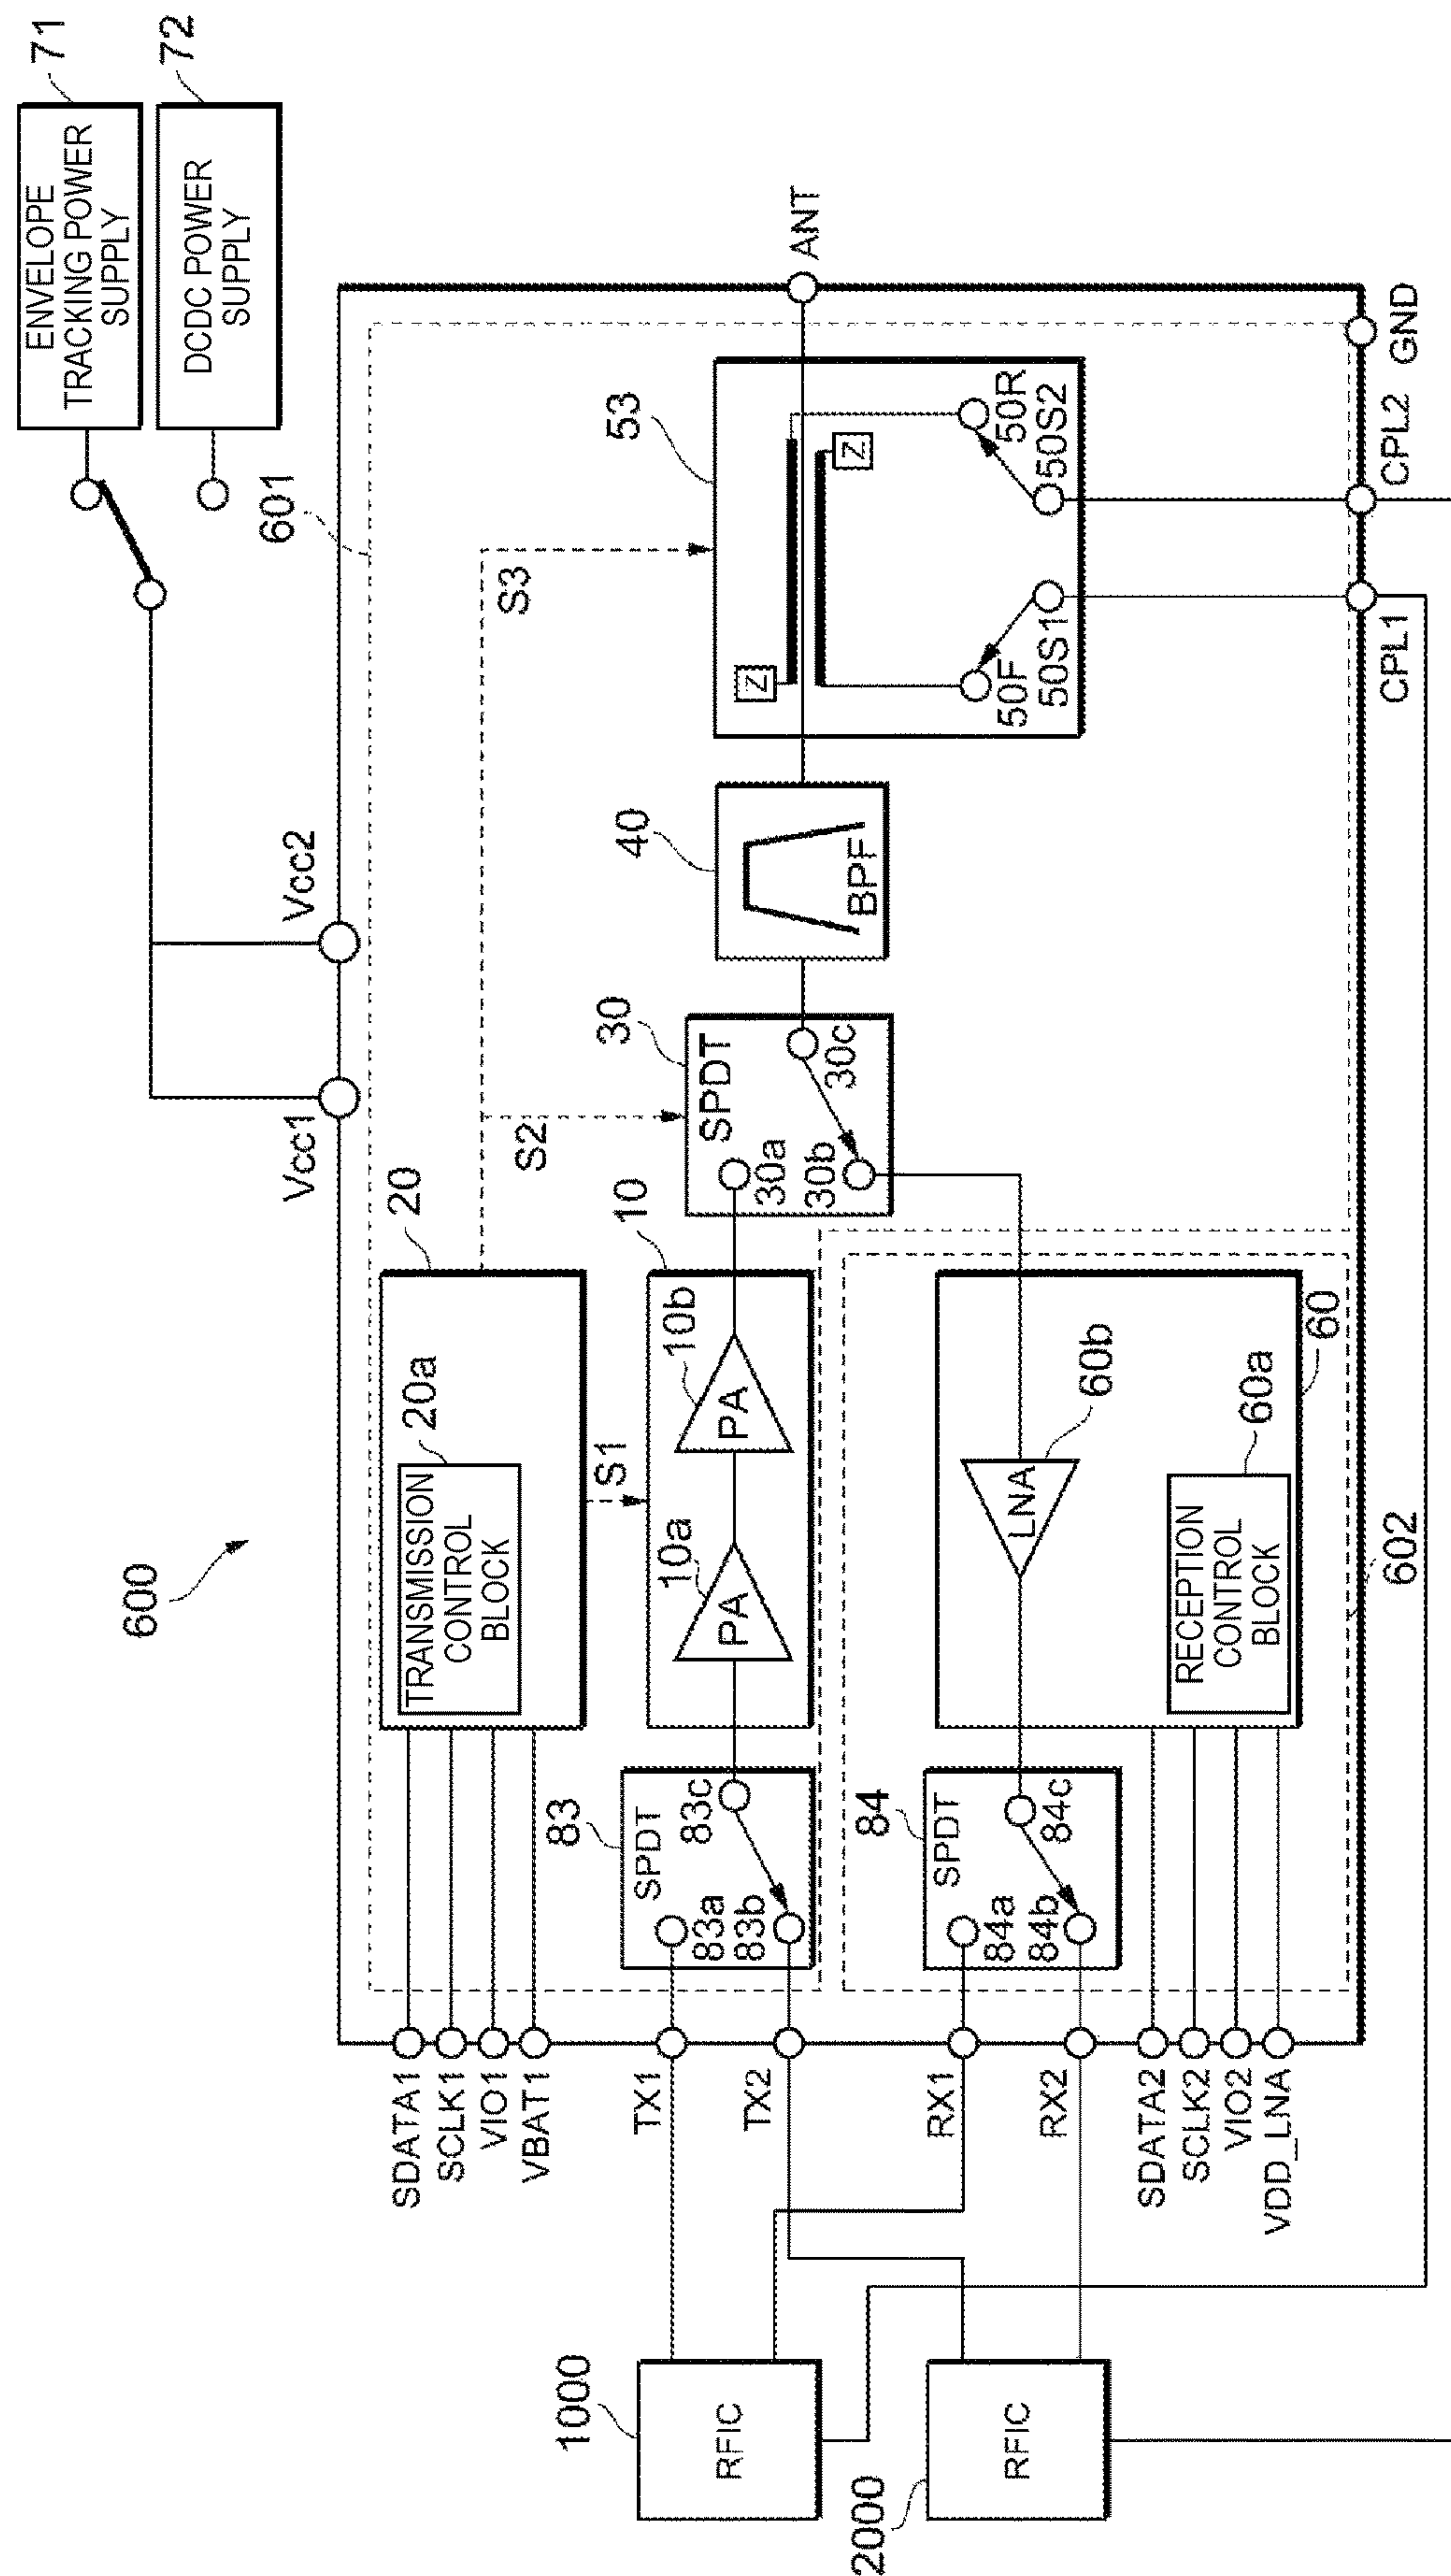 600
ENVELOPE
TRACKING POWER
SUPPLY
71
DCDC POWER
SUPPLY
72
Vcc1
Vcc2
601
SDATA1
SCLK1
VIO1
VBAT1
TRANSMISSION
CONTROL
BLOCK
20a
20
S1
S2
S3
TX1
TX2
83
SPDT
83a
83b
83c
10a
PA
10b
PA
10
30
SPDT
30a
30b
30c
40
BPF
53
Z
Z
50F
50S1
50R
50S2
ANT
1000
RFIC
2000
RFIC
RX1
RX2
84
SPDT
84a
84b
84c
LNA
60b
RECEPTION
CONTROL
BLOCK
60a
60
602
SDATA2
SCLK2
VIO2
VDD_LNA
CPL1
CPL2
GND